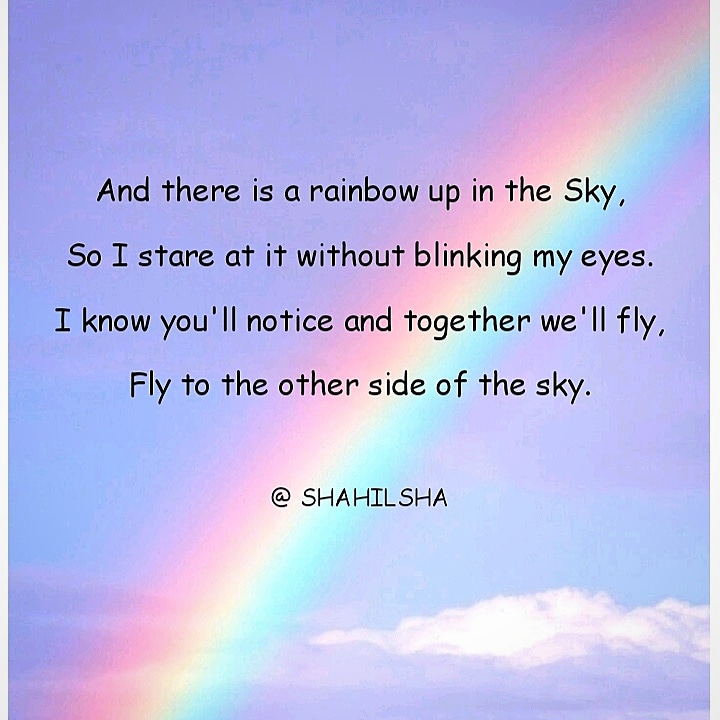 And there is a rainbow up in the Sky,
So I stare at it without blinking my eyes.
I know you'll notice and together we'll fly,
Fly to the other side of the sky.
@ SHAHILSHA